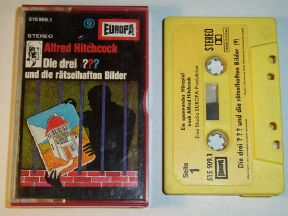 515 909.1
9
EUROPA
STEREO
Alfred Hitchcock
Die drei ???
und die rätselhaften Bilder
STEREO
Ein spannendes Hörspiel
nach Alfred Hitchcock
Eine Studio EUROPA-Produktion
Die drei ??? und die rätselhaften Bilder (9)
Seite
1
515 909.1
EUROPA